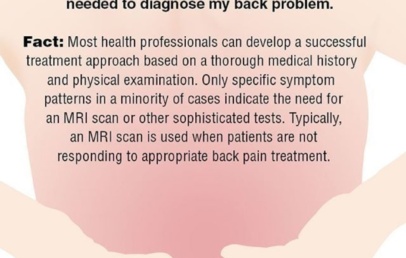 needed to diagnose my back problem.
Fact: Most health professionals can develop a successful
treatment approach based on a thorough medical history
and physical examination. Only specific symptom
patterns in a minority of cases indicate the need for
an MRI scan or other sophisticated tests. Typically,
an MRI scan is used when patients are not
responding to appropriate back pain treatment.